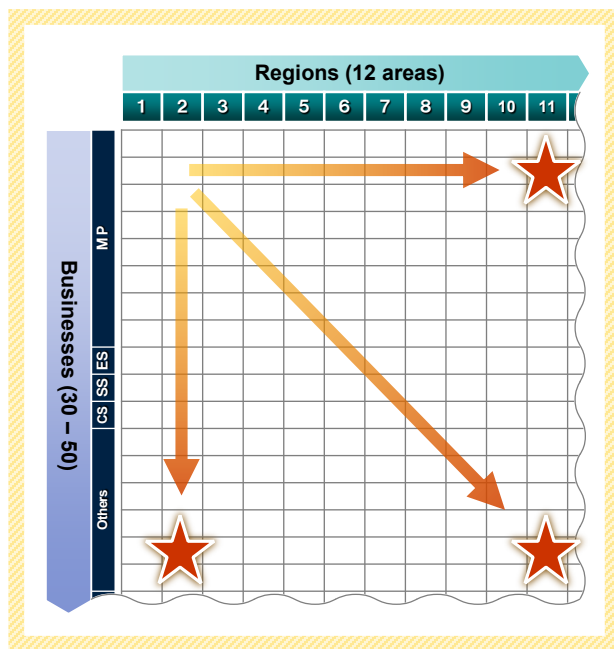 Regions (12 areas)
1 2 3 4 5 6 7 8 9 10 11
Businesses (30 – 50)
MP
ES
SS
CS
Others